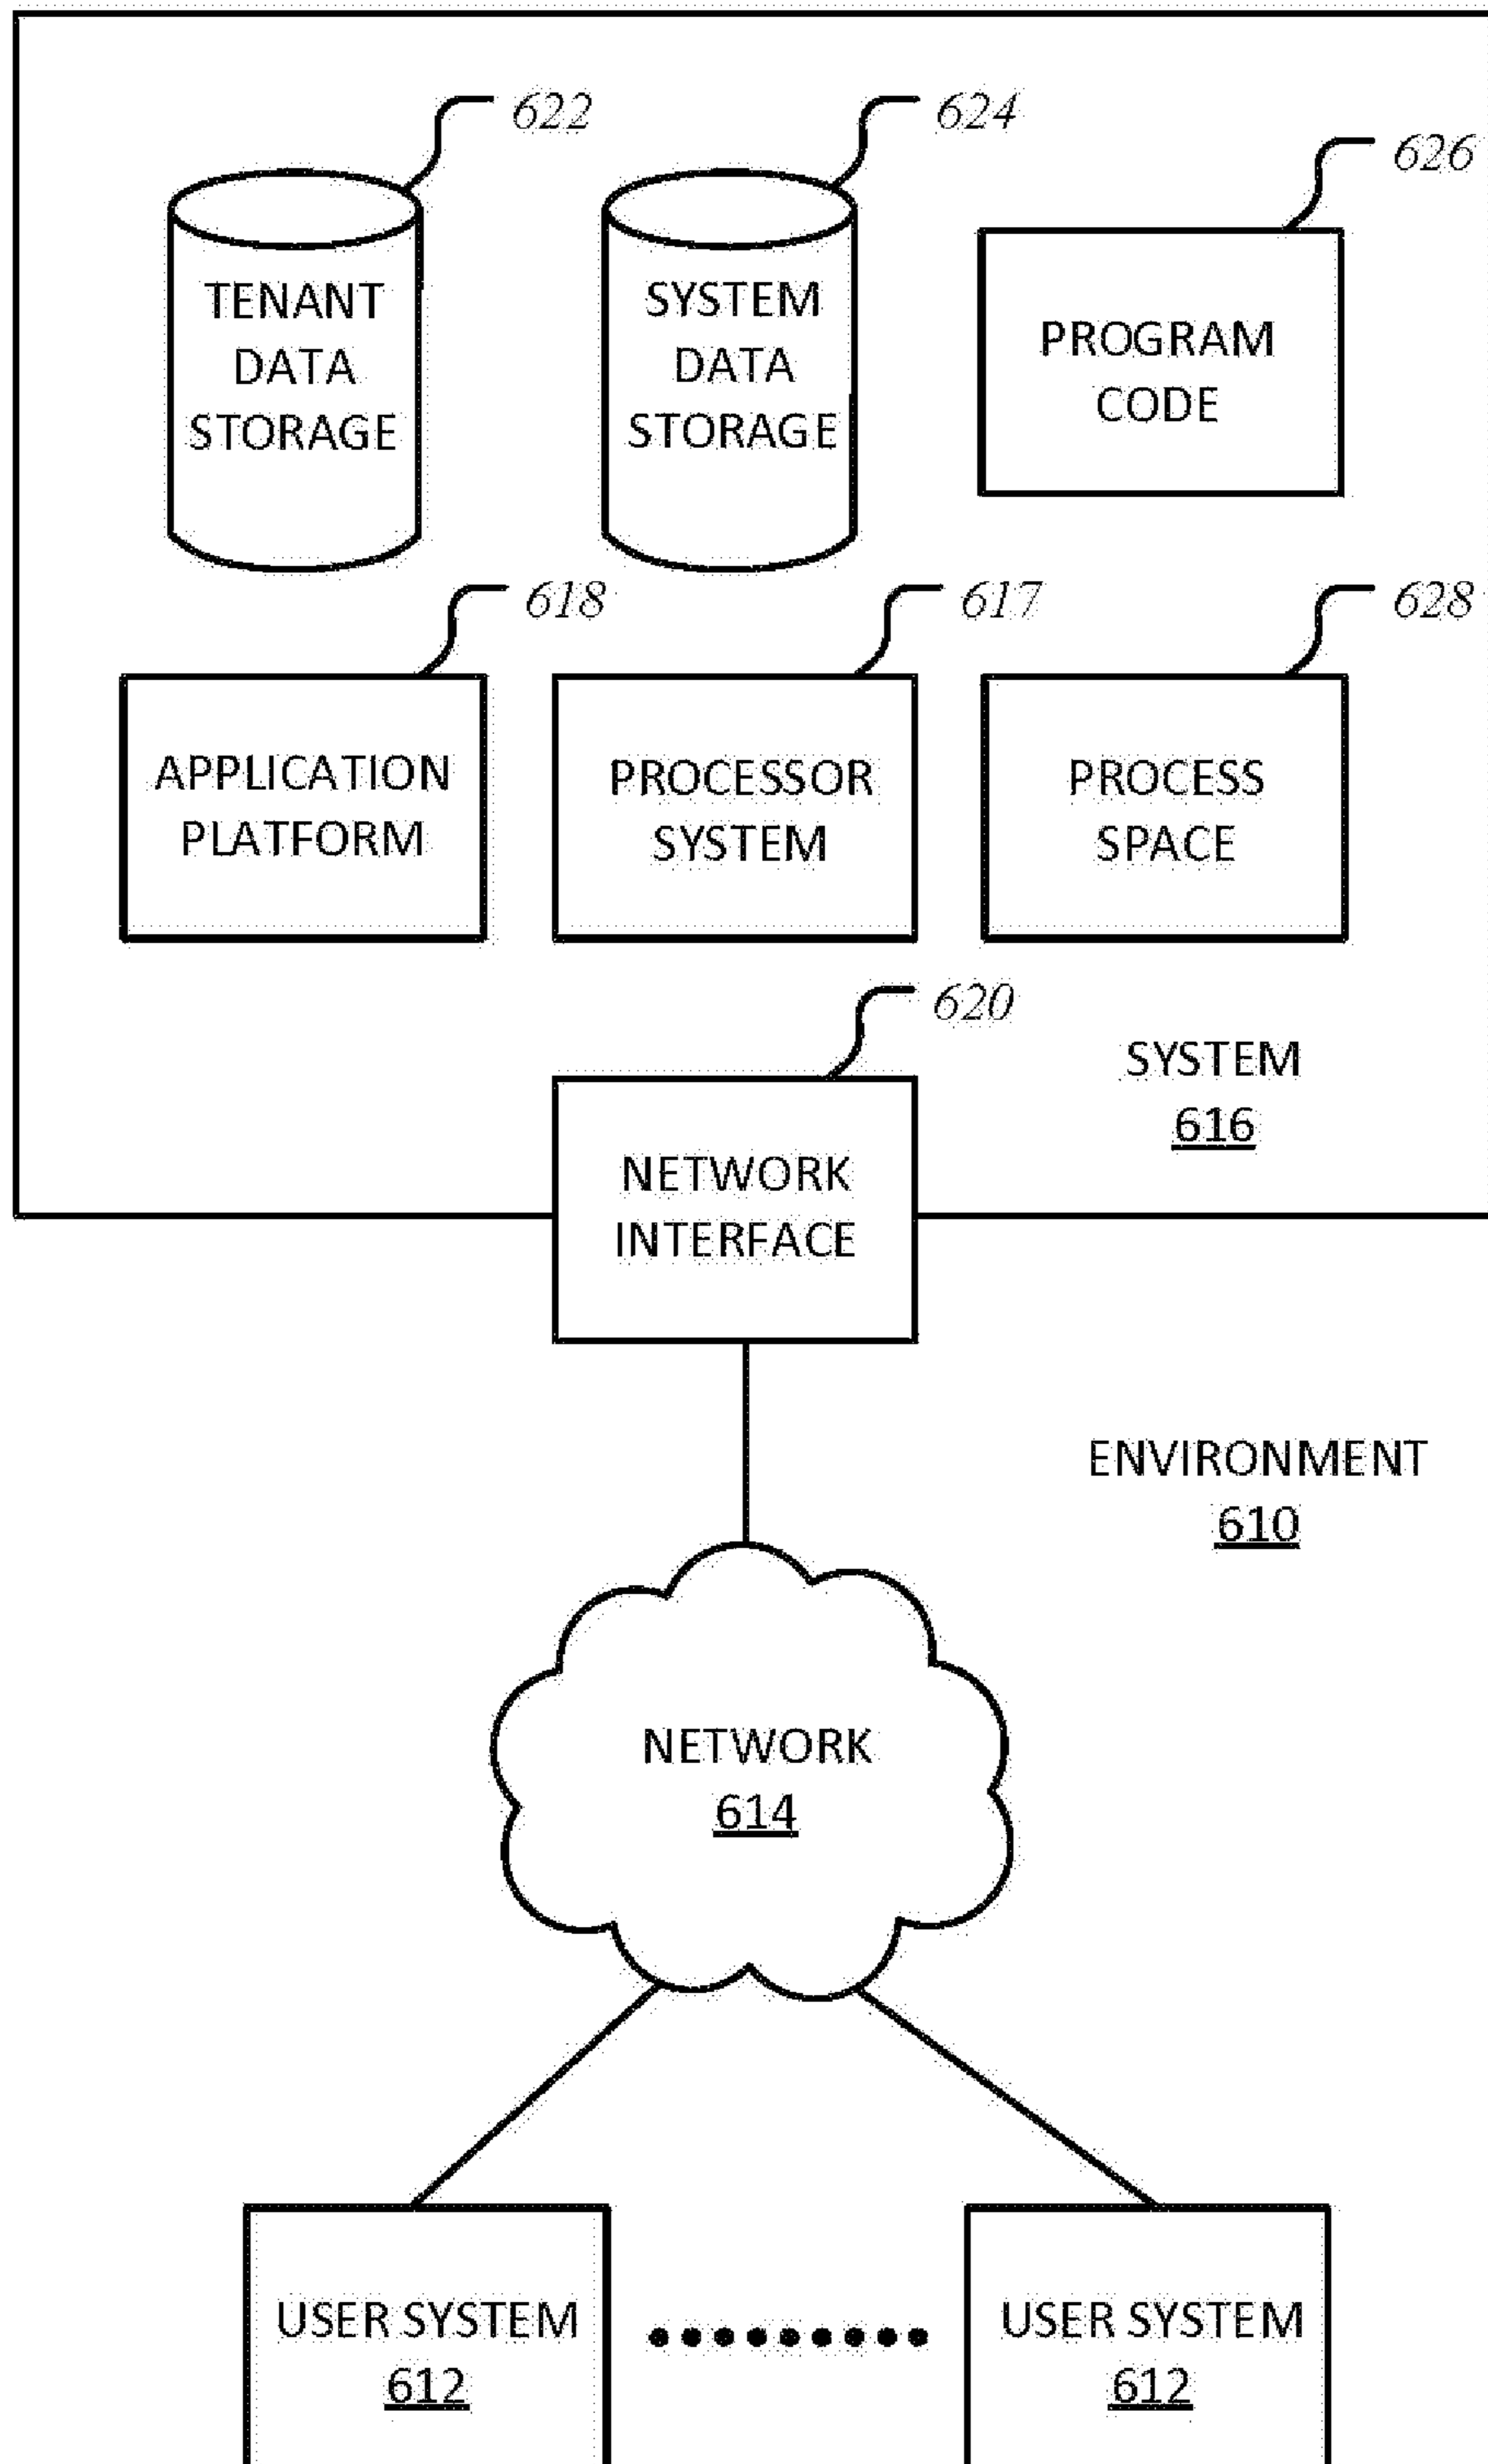 622
624
626
TENANT
DATA
STORAGE
SYSTEM
DATA
STORAGE
PROGRAM
CODE
618
617
628
APPLICATION
PLATFORM
PROCESSOR
SYSTEM
PROCESS
SPACE
620
SYSTEM
616
NETWORK
INTERFACE
ENVIRONMENT
610
NETWORK
614
USER SYSTEM
612
USER SYSTEM
612